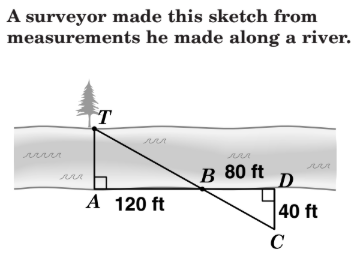 A surveyor made this sketch from
measurements he made along a river.
T
B 80 ft D
A 120 ft
40 ft
C